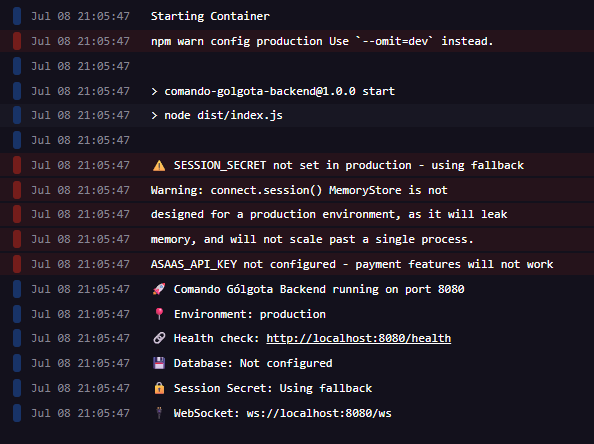 Jul 08 21:05:47 Starting Container
Jul 08 21:05:47 npm warn config production Use `--omit=dev` instead.
Jul 08 21:05:47
Jul 08 21:05:47 > comando-golgota-backend@1.0.0 start
Jul 08 21:05:47 > node dist/index.js
Jul 08 21:05:47
Jul 08 21:05:47 ⚠️ SESSION_SECRET not set in production - using fallback
Jul 08 21:05:47 Warning: connect.session() MemoryStore is not
Jul 08 21:05:47 designed for a production environment, as it will leak
Jul 08 21:05:47 memory, and will not scale past a single process.
Jul 08 21:05:47 ASAAS_API_KEY not configured - payment features will not work
Jul 08 21:05:47 🚀 Comando Gólgota Backend running on port 8080
Jul 08 21:05:47 📍 Environment: production
Jul 08 21:05:47 🔗 Health check: http://localhost:8080/health
Jul 08 21:05:47 💾 Database: Not configured
Jul 08 21:05:47 🔒 Session Secret: Using fallback
Jul 08 21:05:47 🔌 WebSocket: ws://localhost:8080/ws